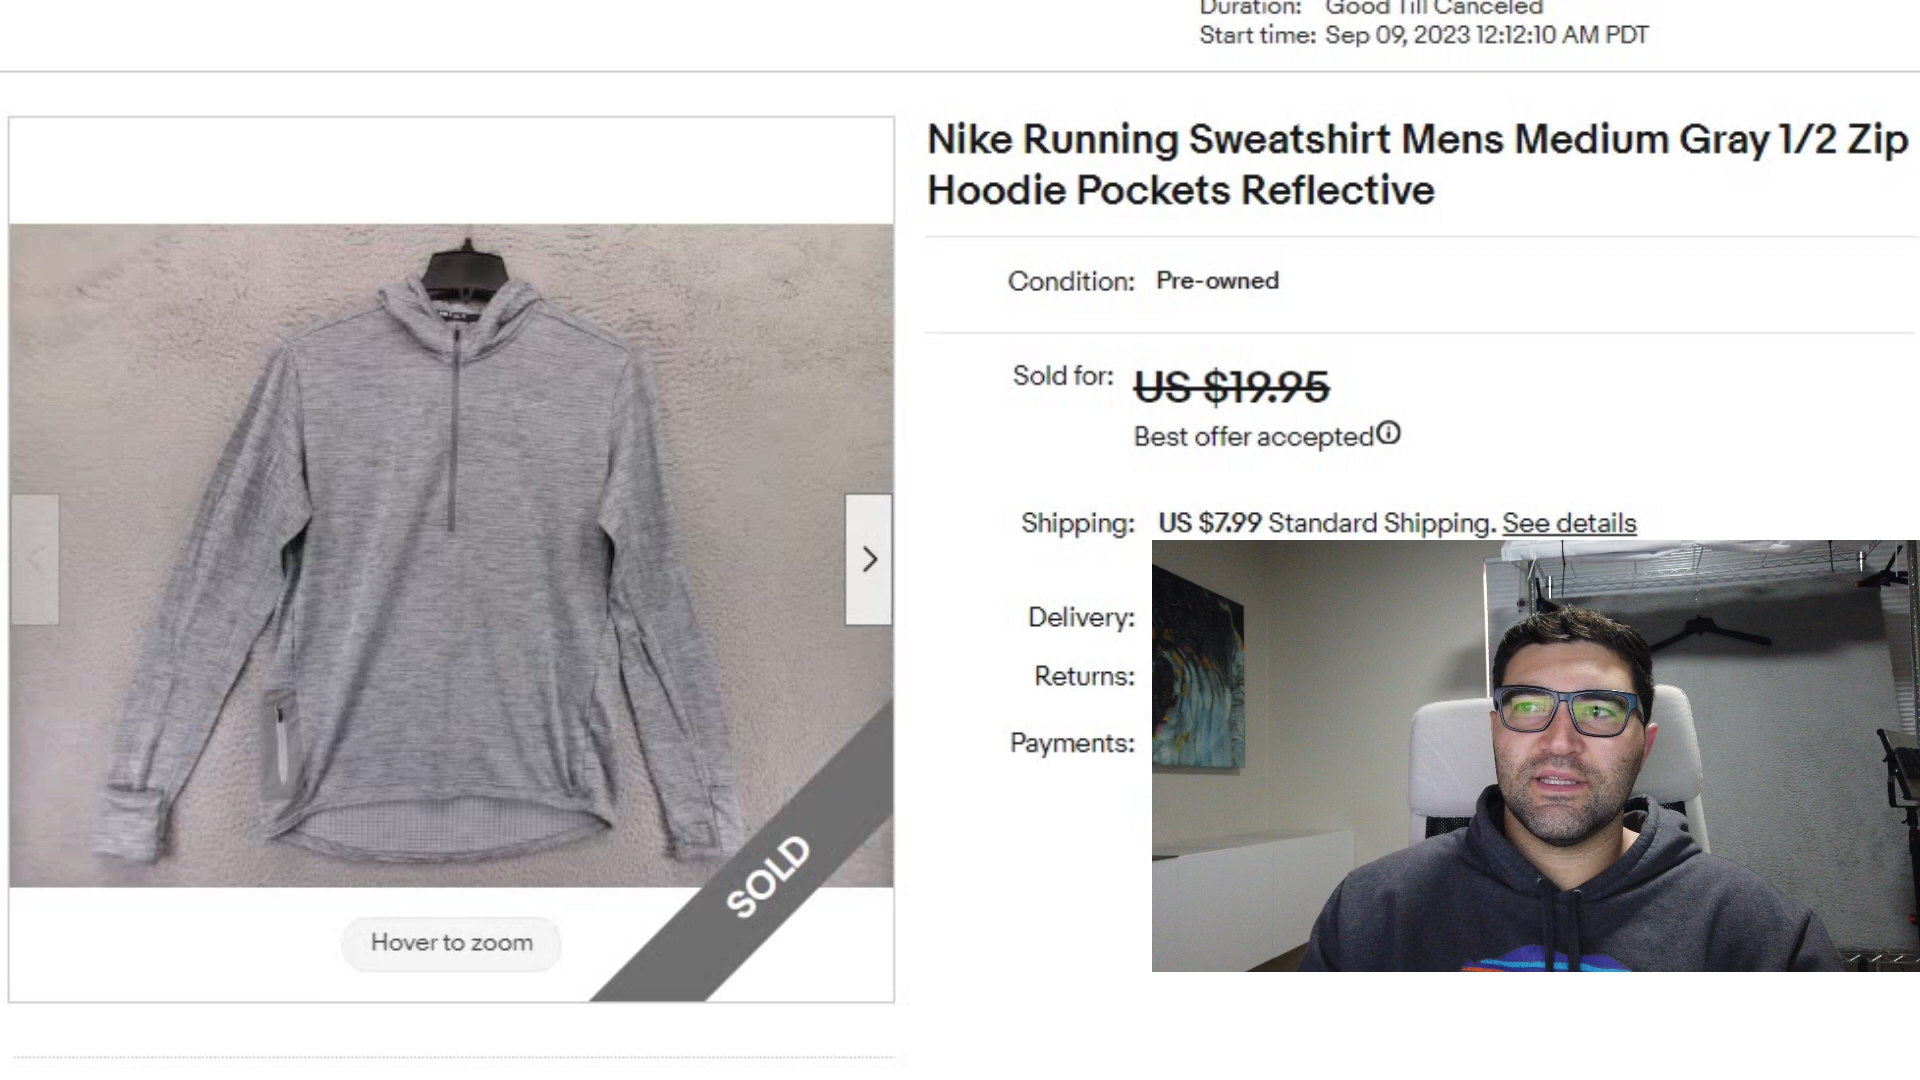 Duration: Good Till Canceled
Start time: Sep 09, 2023 12:12:10 AM PDT
Nike Running Sweatshirt Mens Medium Gray 1/2 Zip
Hoodie Pockets Reflective
Condition: Pre-owned
Sold for: US $19.95
Best offer accepted
Shipping: US $7.99 Standard Shipping. See details
Delivery:
Returns:
Payments:
SOLD
Hover to zoom